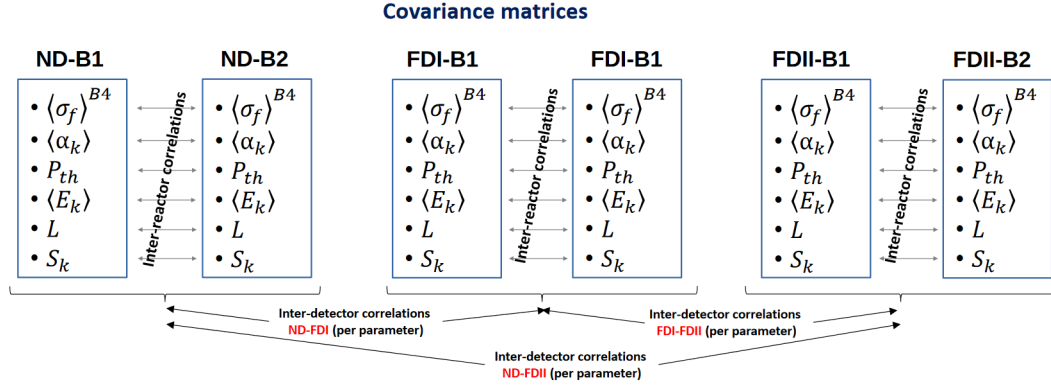 Covariance matrices
ND-B1
• ⟨σ_f⟩^B4
• ⟨α_k⟩
• P_th
• ⟨E_k⟩
• L
• S_k
Inter-reactor correlations
ND-B2
• ⟨σ_f⟩^B4
• ⟨α_k⟩
• P_th
• ⟨E_k⟩
• L
• S_k
FDI-B1
• ⟨σ_f⟩^B4
• ⟨α_k⟩
• P_th
• ⟨E_k⟩
• L
• S_k
Inter-reactor correlations
FDI-B1
• ⟨σ_f⟩^B4
• ⟨α_k⟩
• P_th
• ⟨E_k⟩
• L
• S_k
FDII-B1
• ⟨σ_f⟩^B4
• ⟨α_k⟩
• P_th
• ⟨E_k⟩
• L
• S_k
Inter-reactor correlations
FDII-B2
• ⟨σ_f⟩^B4
• ⟨α_k⟩
• P_th
• ⟨E_k⟩
• L
• S_k
Inter-detector correlations
ND-FDI (per parameter)
Inter-detector correlations
FDI-FDII (per parameter)
Inter-detector correlations
ND-FDII (per parameter)